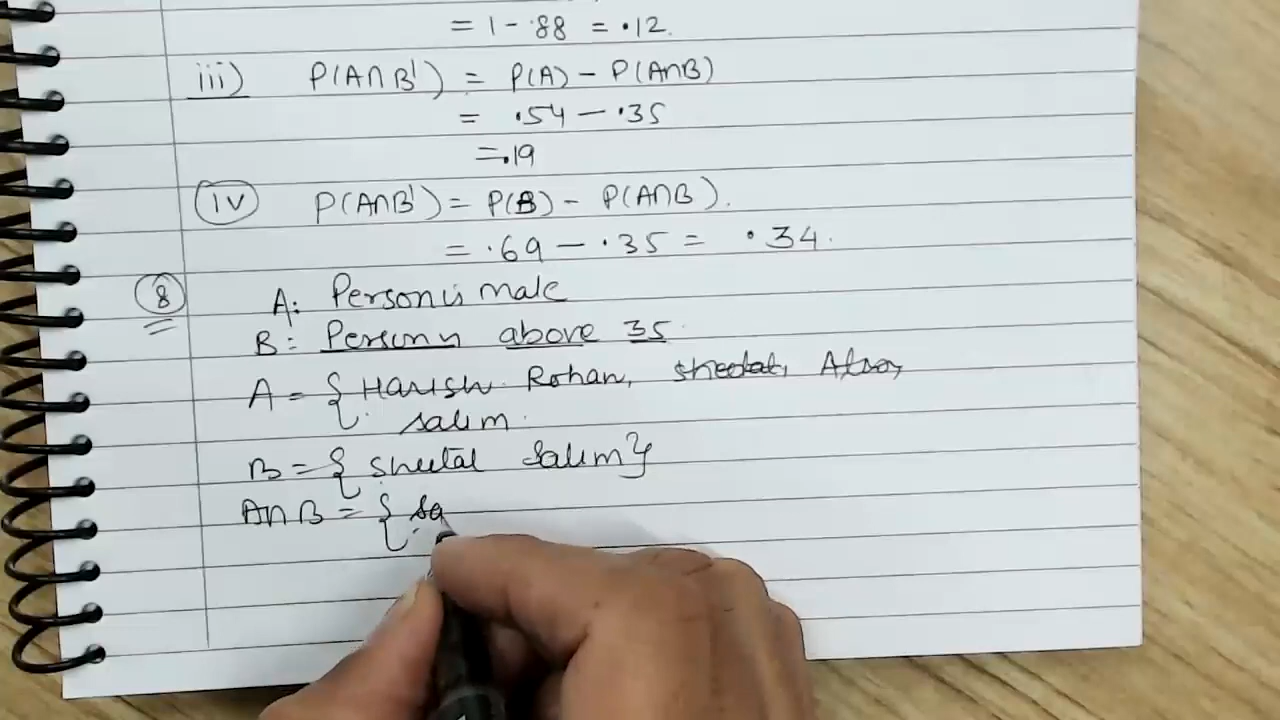 = 1 - .88 = .12.
iii) P(A∩B') = P(A) - P(A∩B)
= .54 - .35
= .19
iv P(A∩B') = P(B) - P(A∩B).
= .69 - .35 = .34.
8 A: Person is male
B: Person is above 35.
A = { Harish Rohan, Sheetal,
Salim.
B = { Sheetal Salim}
A∩B = { Sa